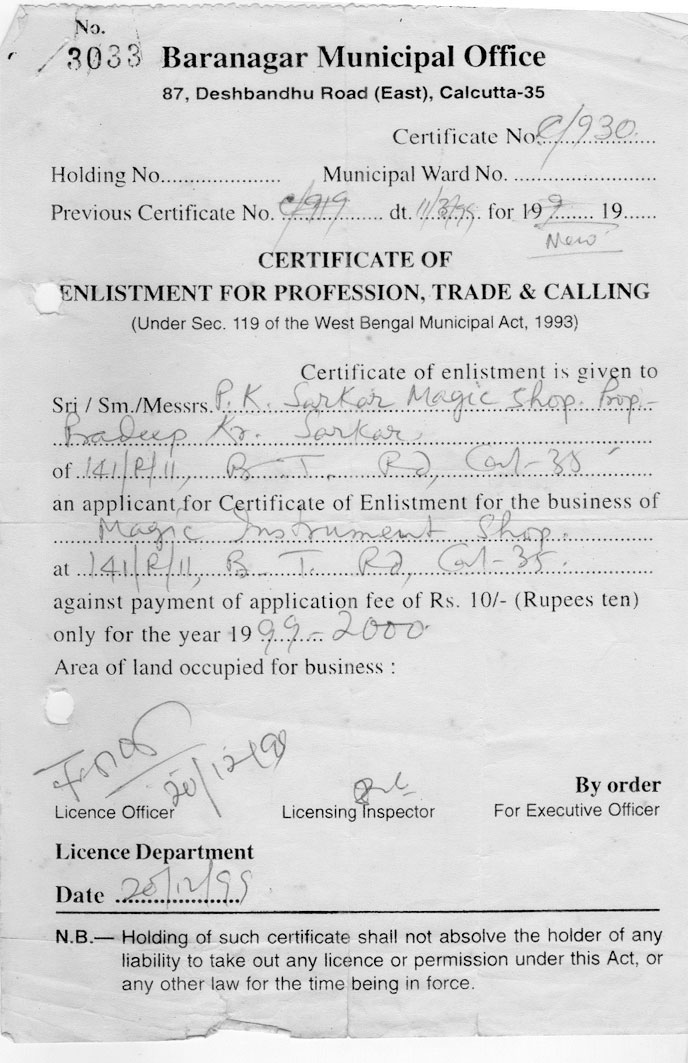 No.
3033
Baranagar Municipal Office
87, Deshbandhu Road (East), Calcutta-35
Certificate No. C/930
Holding No.................... Municipal Ward No. ........................
Previous Certificate No. C/919 dt. 11/3/99 for 199 19......
New
CERTIFICATE OF
ENLISTMENT FOR PROFESSION, TRADE & CALLING
(Under Sec. 119 of the West Bengal Municipal Act, 1993)
Certificate of enlistment is given to
Sri / Sm./Messrs. P. K. Sarkar Magic Shop. Prop-
Pradeep Kr. Sarkar.
of 141/R/11, B. T. Rd, Cal-35
an applicant for Certificate of Enlistment for the business of
Magic Instrument Shop.
at 141/R/11, B. T. Rd, Cal-35.
against payment of application fee of Rs. 10/- (Rupees ten)
only for the year 1999-2000
Area of land occupied for business :
20/12/99
Licence Officer Licensing Inspector
By order
For Executive Officer
Licence Department
Date 20/12/99
N.B.— Holding of such certificate shall not absolve the holder of any
liability to take out any licence or permission under this Act, or
any other law for the time being in force.